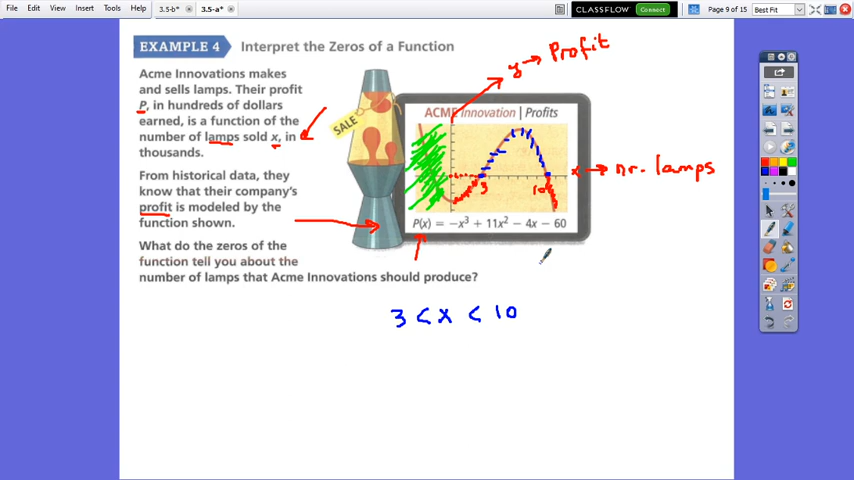 File Edit View Insert Tools Help
3.5-b* 3.5-a*
CLASSFLOW Connect
Page 9 of 15 Best Fit
EXAMPLE 4 Interpret the Zeros of a Function
Acme Innovations makes
and sells lamps. Their profit
P, in hundreds of dollars
earned, is a function of the
number of lamps sold x, in
thousands.
From historical data, they
know that their company's
profit is modeled by the
function shown.
What do the zeros of the
function tell you about the
number of lamps that Acme Innovations should produce?
SALE
ACME Innovation | Profits
y → Profit
x → nr. lamps
3
10
P(x) = −x³ + 11x² − 4x − 60
3 < x < 10